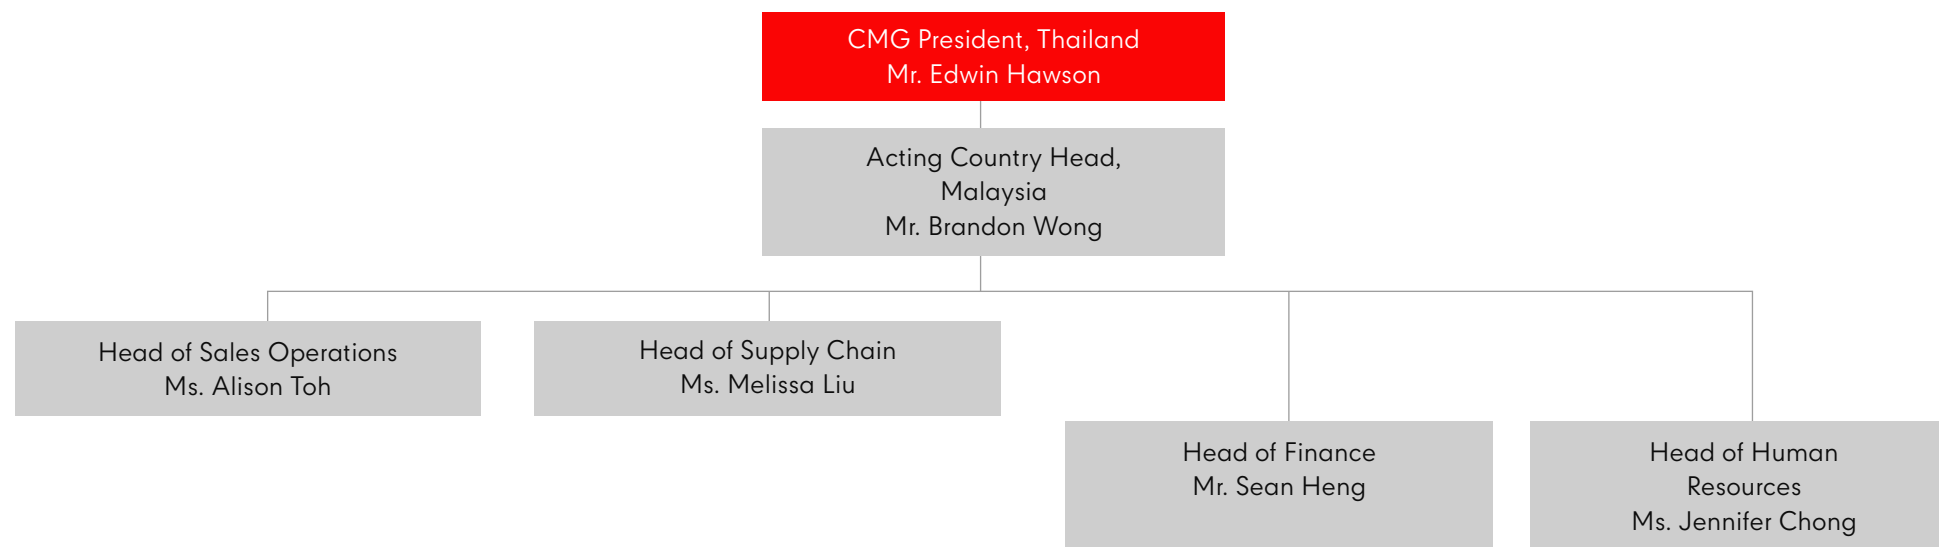 CMG President, Thailand
Mr. Edwin Hawson
Acting Country Head,
Malaysia
Mr. Brandon Wong
Head of Sales Operations
Ms. Alison Toh
Head of Supply Chain
Ms. Melissa Liu
Head of Finance
Mr. Sean Heng
Head of Human
Resources
Ms. Jennifer Chong